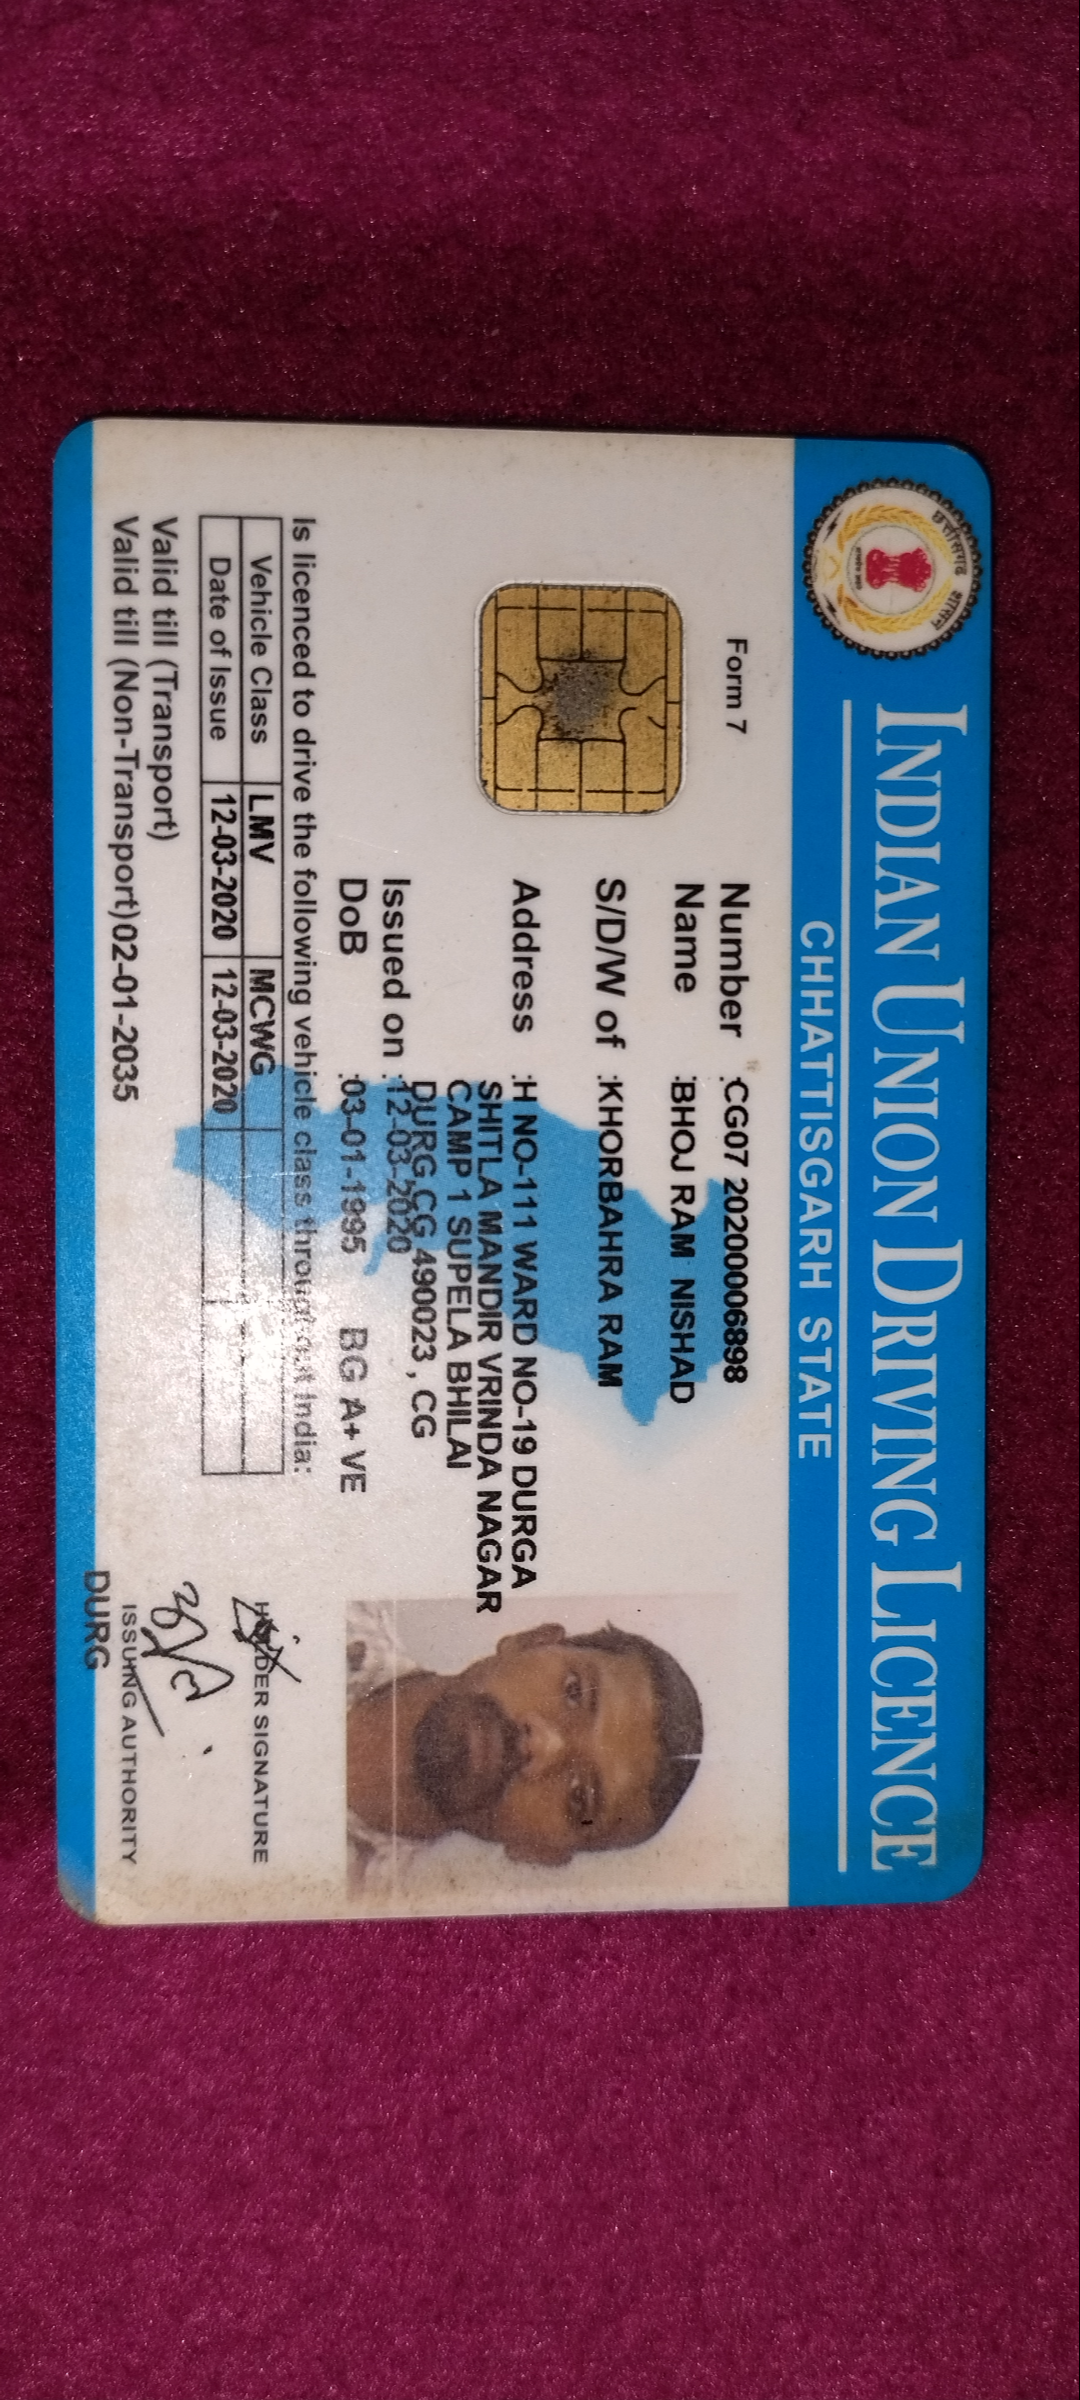 छत्तीसगढ़ शासन
INDIAN UNION DRIVING LICENCE
CHHATTISGARH STATE
Form 7
Number :CG07 20200006898
Name :BHOJ RAM NISHAD
S/D/W of :KHORBAHRA RAM
Address :H NO-111 WARD NO-19 DURGA
SHITLA MANDIR VRINDA NAGAR
CAMP 1 SUPELA BHILAI
DURG CG 490023 , CG
Issued on :12-03-2020
DoB :03-01-1995 BG A+ VE
Is licenced to drive the following vehicle class throughout India:
Vehicle Class LMV MCWG
Date of Issue 12-03-2020 12-03-2020
Valid till (Transport)
Valid till (Non-Transport)02-01-2035
HOLDER SIGNATURE
ISSUING AUTHORITY
DURG